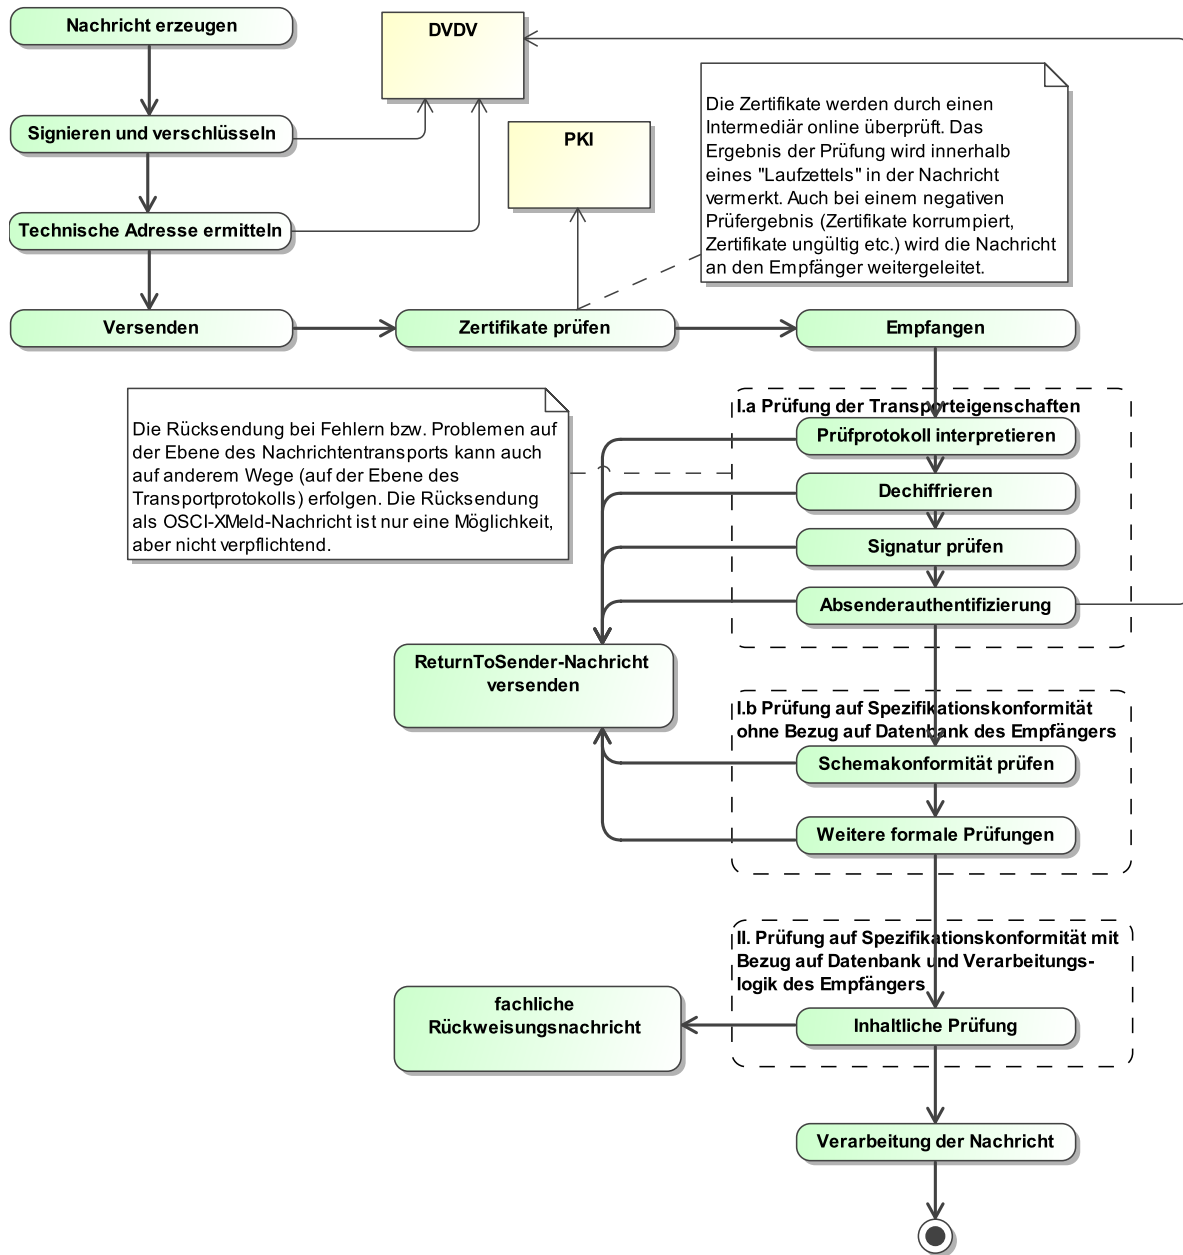 Nachricht erzeugen
DVDV
Die Zertifikate werden durch einen
Intermediär online überprüft. Das
Ergebnis der Prüfung wird innerhalb
eines "Laufzettels" in der Nachricht
vermerkt. Auch bei einem negativen
Prüfergebnis (Zertifikate korrumpiert,
Zertifikate ungültig etc.) wird die Nachricht
an den Empfänger weitergeleitet.
Signieren und verschlüsseln
PKI
Technische Adresse ermitteln
Versenden
Zertifikate prüfen
Empfangen
Die Rücksendung bei Fehlern bzw. Problemen auf
der Ebene des Nachrichtentransports kann auch
auf anderem Wege (auf der Ebene des
Transportprotokolls) erfolgen. Die Rücksendung
als OSCI-XMeld-Nachricht ist nur eine Möglichkeit,
aber nicht verpflichtend.
I.a Prüfung der Transporteigenschaften
Prüfprotokoll interpretieren
Dechiffrieren
Signatur prüfen
Absenderauthentifizierung
ReturnToSender-Nachricht
versenden
I.b Prüfung auf Spezifikationskonformität
ohne Bezug auf Datenbank des Empfängers
Schemakonformität prüfen
Weitere formale Prüfungen
II. Prüfung auf Spezifikationskonformität mit
Bezug auf Datenbank und Verarbeitungs-
logik des Empfängers
fachliche
Rückweisungsnachricht
Inhaltliche Prüfung
Verarbeitung der Nachricht